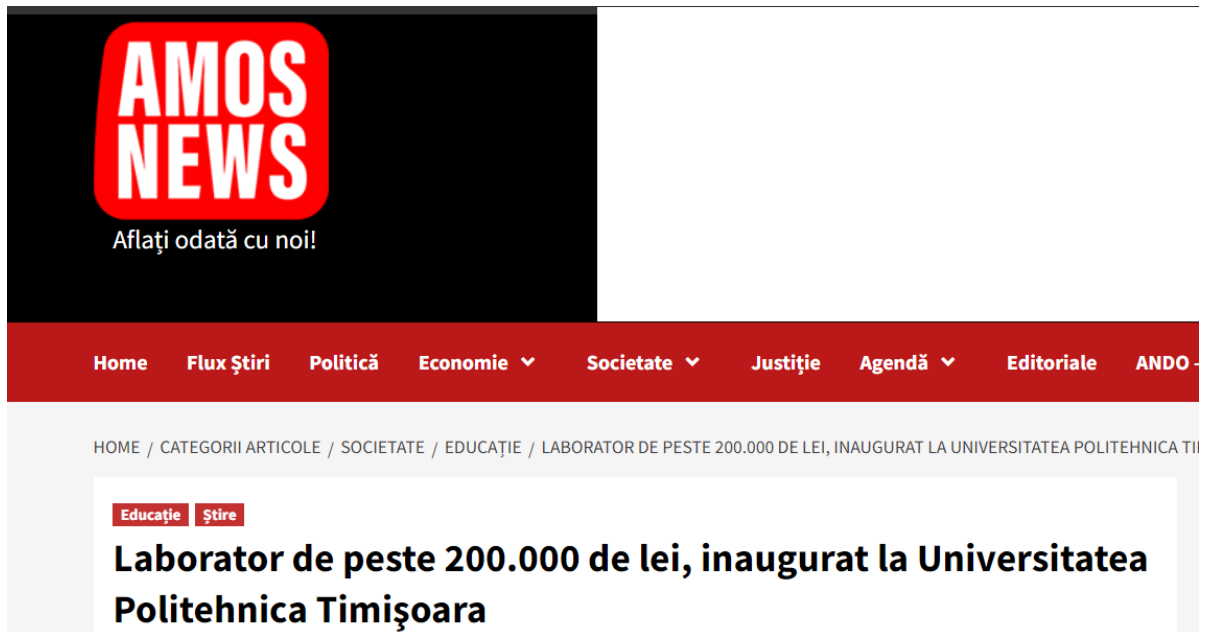 AMOS
NEWS
Aflați odată cu noi!
Home Flux Știri Politică Economie Societate Justiție Agendă Editoriale ANDO -
HOME / CATEGORII ARTICOLE / SOCIETATE / EDUCAȚIE / LABORATOR DE PESTE 200.000 DE LEI, INAUGURAT LA UNIVERSITATEA POLITEHNICA TI
Educație Știre
Laborator de peste 200.000 de lei, inaugurat la Universitatea
Politehnica Timişoara